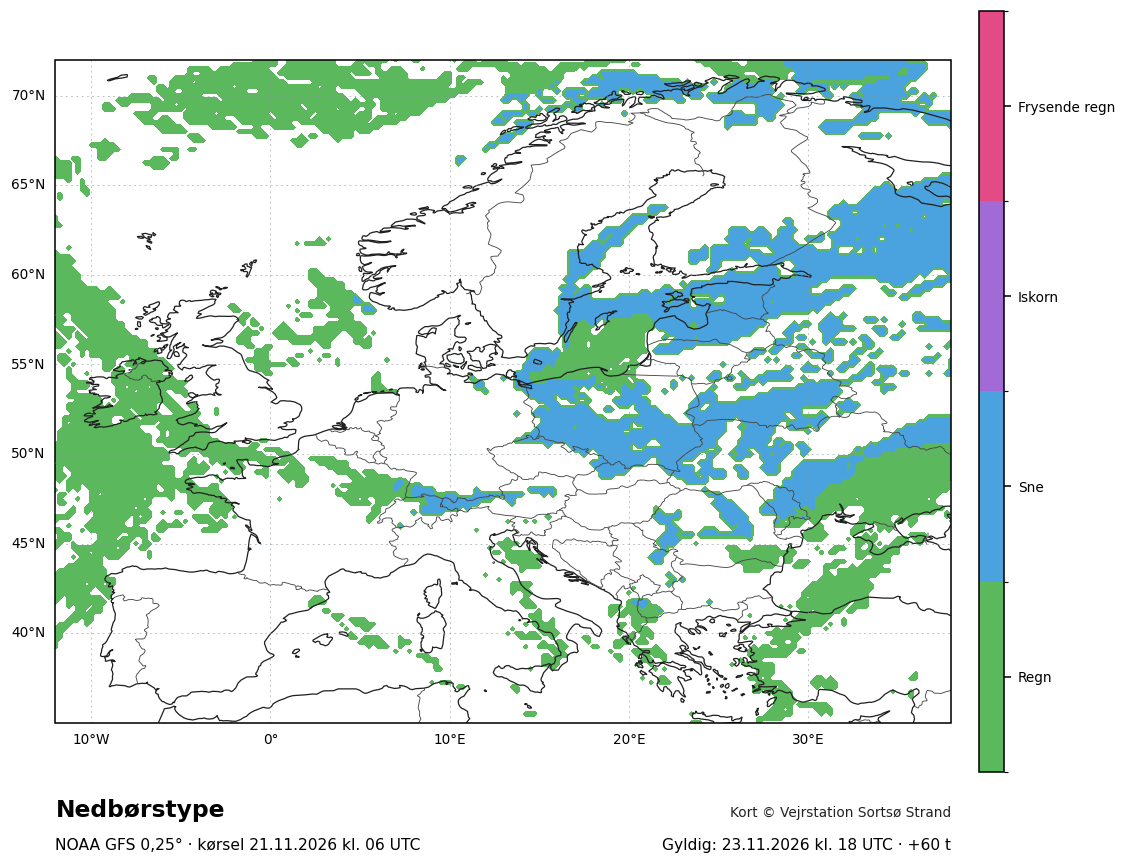 70°N
65°N
60°N
55°N
50°N
45°N
40°N
10°W
0°
10°E
20°E
30°E
Frysende regn
Iskorn
Sne
Regn
Nedbørstype
Kort © Vejrstation Sortsø Strand
NOAA GFS 0,25° · kørsel 21.11.2026 kl. 06 UTC
Gyldig: 23.11.2026 kl. 18 UTC · +60 t